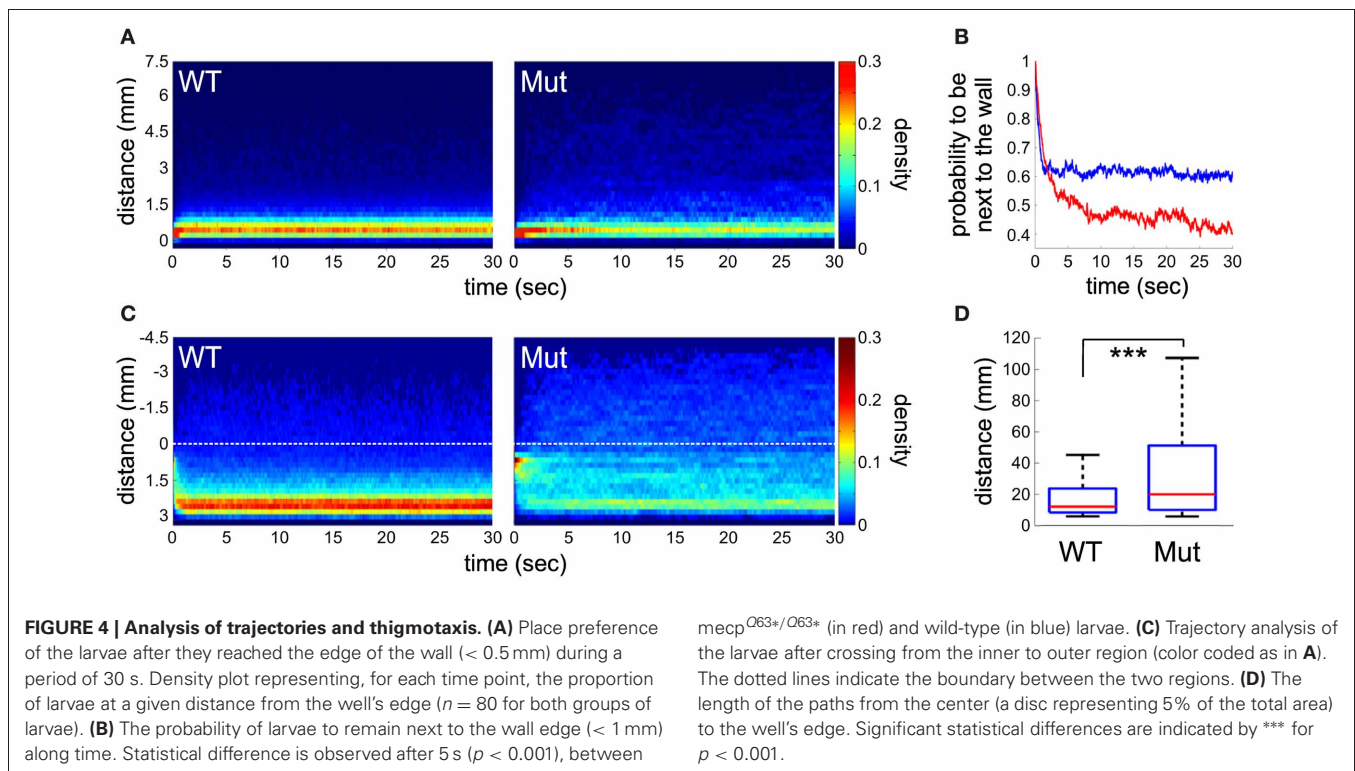 A
WT
Mut
7.5
6
4.5
3
1.5
0
distance (mm)
0 5 10 15 20 25 30
0 5 10 15 20 25 30
time (sec)
0.3
0.2
0.1
0
density
B
1
0.9
0.8
0.7
0.6
0.5
0.4
probability to be
next to the wall
0 5 10 15 20 25 30
time (sec)
C
WT
Mut
-4.5
-3
-1.5
0
1.5
3
distance (mm)
0 5 10 15 20 25 30
0 5 10 15 20 25 30
time (sec)
0.3
0.2
0.1
0
density
D
120
100
80
60
40
20
0
distance (mm)
***
WT
Mut
FIGURE 4 | Analysis of trajectories and thigmotaxis. (A) Place preference
of the larvae after they reached the edge of the wall (< 0.5 mm) during a
period of 30 s. Density plot representing, for each time point, the proportion
of larvae at a given distance from the well's edge (n = 80 for both groups of
larvae). (B) The probability of larvae to remain next to the wall edge (< 1 mm)
along time. Statistical difference is observed after 5 s (p < 0.001), between
mecp^Q63*/Q63* (in red) and wild-type (in blue) larvae. (C) Trajectory analysis of
the larvae after crossing from the inner to outer region (color coded as in A).
The dotted lines indicate the boundary between the two regions. (D) The
length of the paths from the center (a disc representing 5% of the total area)
to the well's edge. Significant statistical differences are indicated by *** for
p < 0.001.